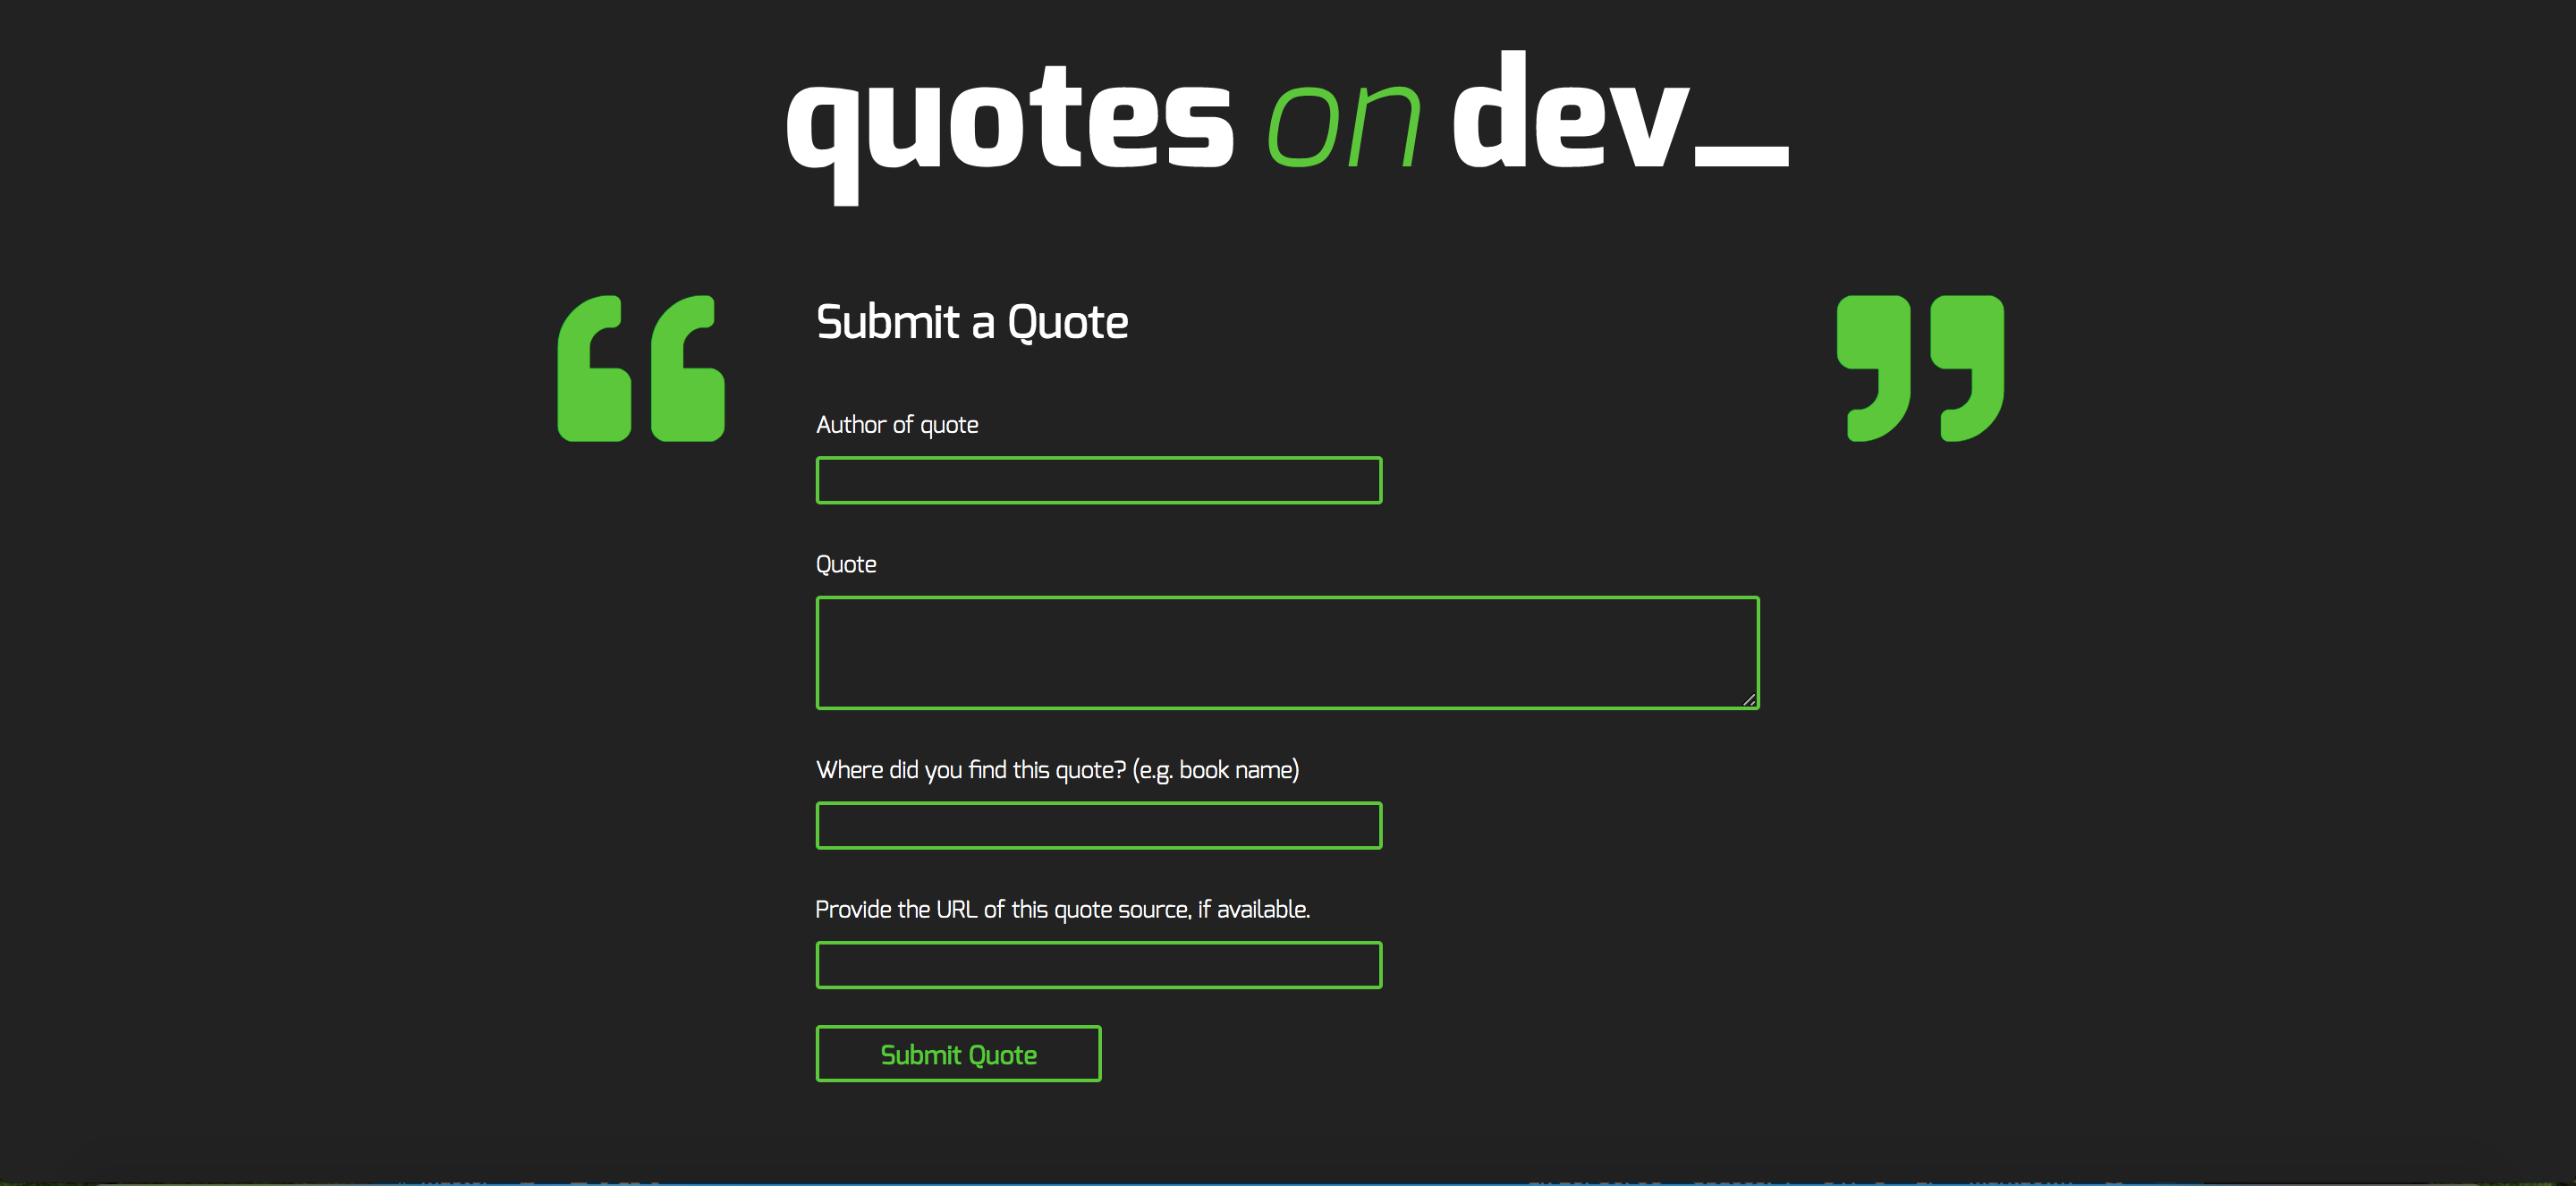 quotes on dev_
Submit a Quote
Author of quote
Quote
Where did you find this quote? (e.g. book name)
Provide the URL of this quote source, if available.
Submit Quote